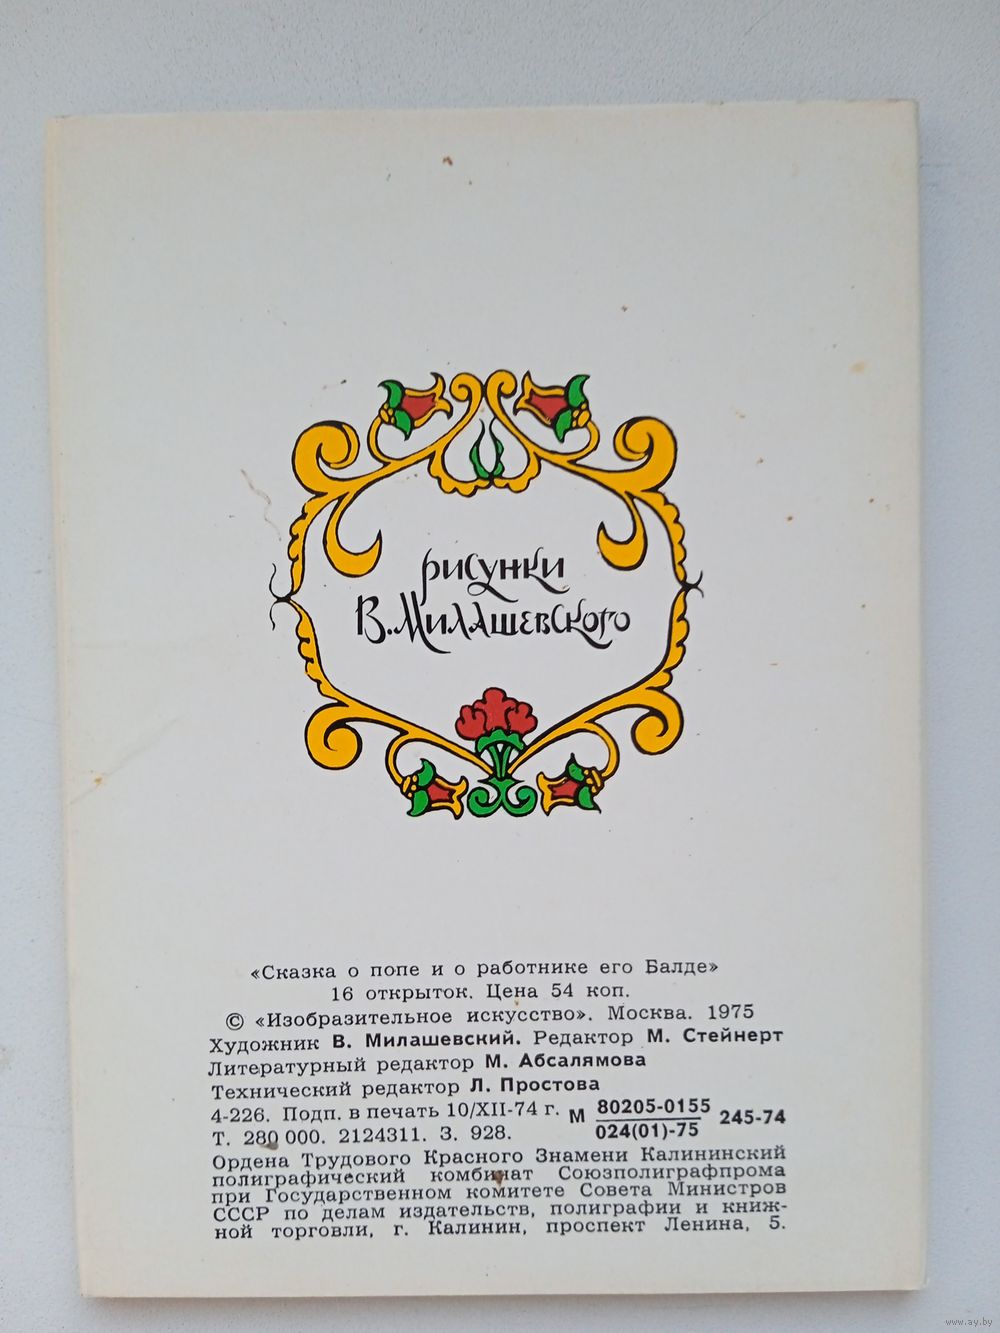 рисунки
В. Милашевского
«Сказка о попе и о работнике его Балде»
16 открыток. Цена 54 коп.
© «Изобразительное искусство». Москва. 1975
Художник В. Милашевский. Редактор М. Стейнерт
Литературный редактор М. Абсалямова
Технический редактор Л. Простова
4-226. Подп. в печать 10/XII-74 г. М 80205-0155 245-74
Т. 280 000. 2124311. З. 928. 024(01)-75
Ордена Трудового Красного Знамени Калининский
полиграфический комбинат Союзполиграфпрома
при Государственном комитете Совета Министров
СССР по делам издательств, полиграфии и книж-
ной торговли, г. Калинин, проспект Ленина, 5.
www.ay.by